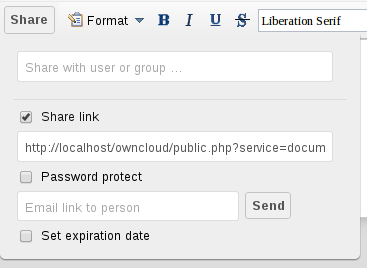 Share Format B I U S Liberation Serif
Share with user or group ...
Share link
http://localhost/owncloud/public.php?service=docum
Password protect
Email link to person Send
Set expiration date